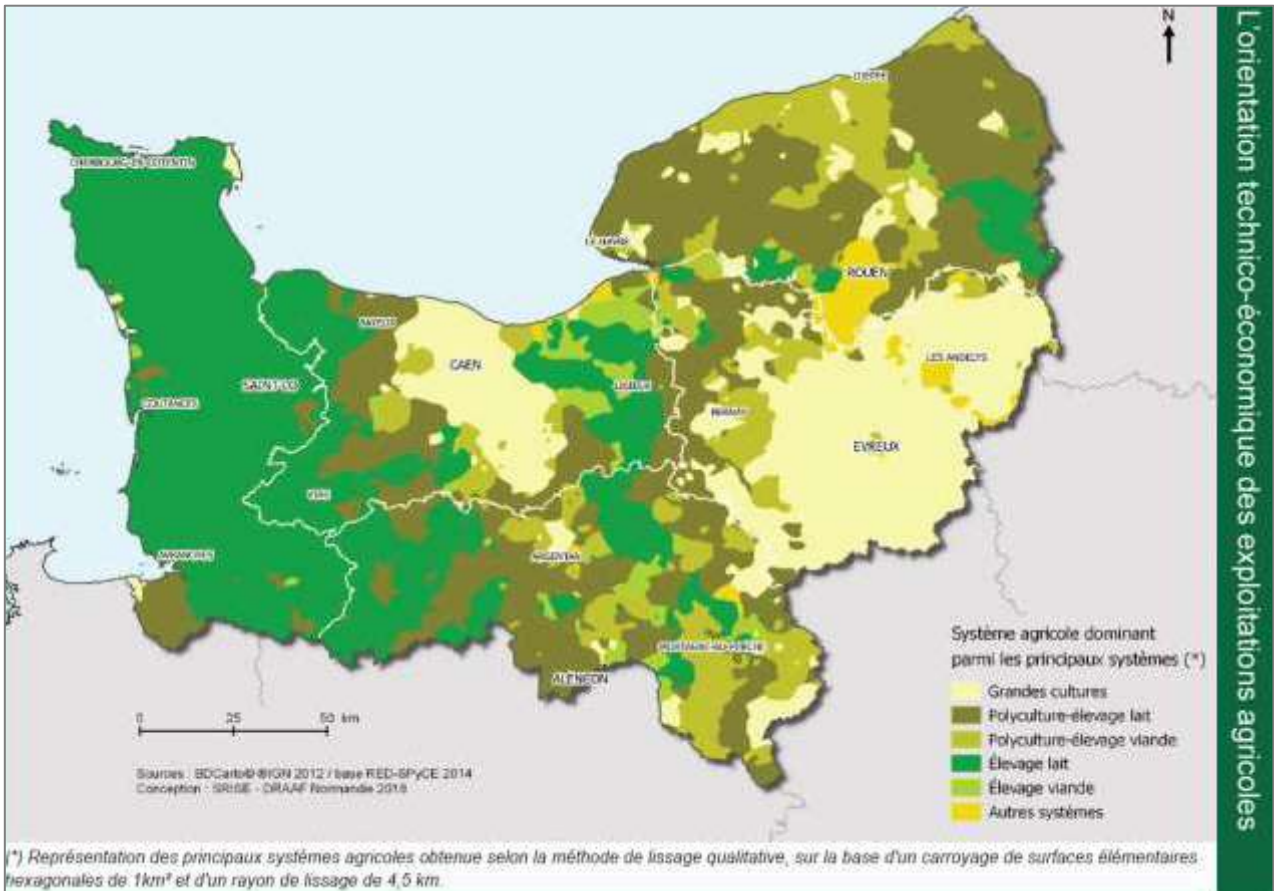 L'orientation technico-économique des exploitations agricoles
N
DIEPPE
CHERBOURG-EN-COTENTIN
LE HAVRE
ROUEN
BAYEUX
CAEN
LES ANDELYS
SAINT-LO
LISIEUX
COUTANCES
BERNAY
EVREUX
VIRE
AVRANCHES
ARGENTAN
MORTAGNE-AU-PERCHE
ALENCON
Système agricole dominant
parmi les principaux systèmes (*)
Grandes cultures
Polyculture-élevage lait
Polyculture-élevage viande
Élevage lait
Élevage viande
Autres systèmes
0 25 50 km
Sources : BDCarto® ®IGN 2012 / base RED-SPyCE 2014
Conception : SRISE - DRAAF Normandie 2018
(*) Représentation des principaux systèmes agricoles obtenue selon la méthode de lissage qualitative, sur la base d'un carroyage de surfaces élémentaires
hexagonales de 1km² et d'un rayon de lissage de 4,5 km.